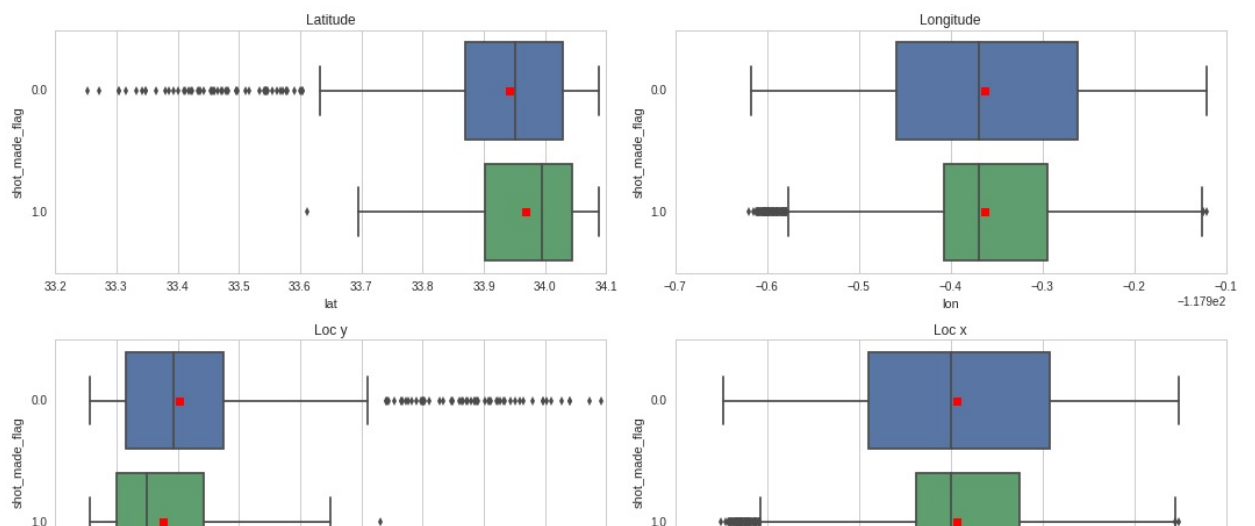 Latitude
0.0
shot_made_flag
1.0
33.2 33.3 33.4 33.5 33.6 33.7 33.8 33.9 34.0 34.1
lat
Longitude
0.0
shot_made_flag
1.0
−0.7 −0.6 −0.5 −0.4 −0.3 −0.2 −0.1
lon
−1.179e2
Loc y
0.0
shot_made_flag
1.0
Loc x
0.0
shot_made_flag
1.0